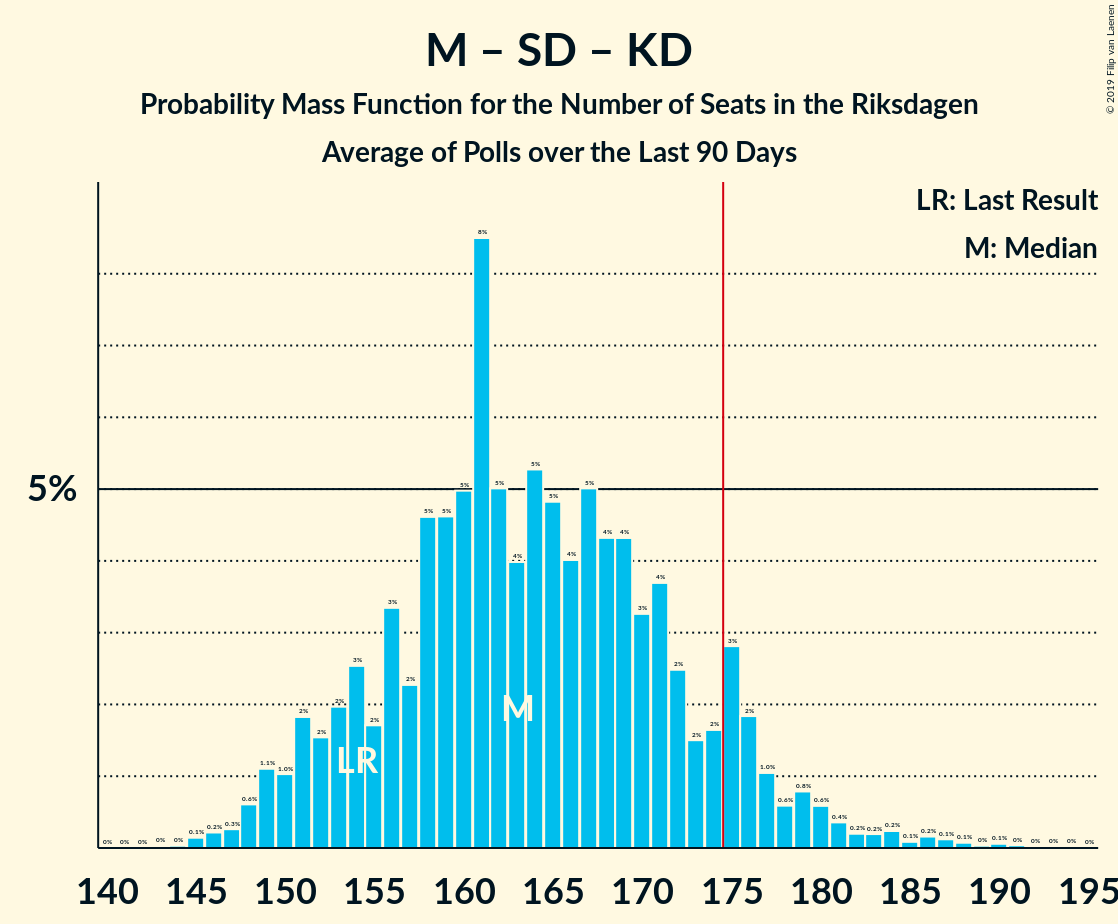 M – SD – KD
Probability Mass Function for the Number of Seats in the Riksdagen
Average of Polls over the Last 90 Days
© 2019 Filip van Laenen
LR: Last Result
M: Median
5%
0% 0% 0% 0% 0% 0.1% 0.2% 0.3% 0.6% 1.1% 1.0% 2% 2% 2% 3% 2% 3% 2% 5% 5% 5% 8% 5% 4% 5% 5% 4% 5% 4% 4% 3% 4% 2% 2% 2% 3% 2% 1.0% 0.6% 0.8% 0.6% 0.4% 0.2% 0.2% 0.2% 0.1% 0.2% 0.1% 0.1% 0% 0.1% 0% 0% 0% 0% 0%
M
LR
140 145 150 155 160 165 170 175 180 185 190 195